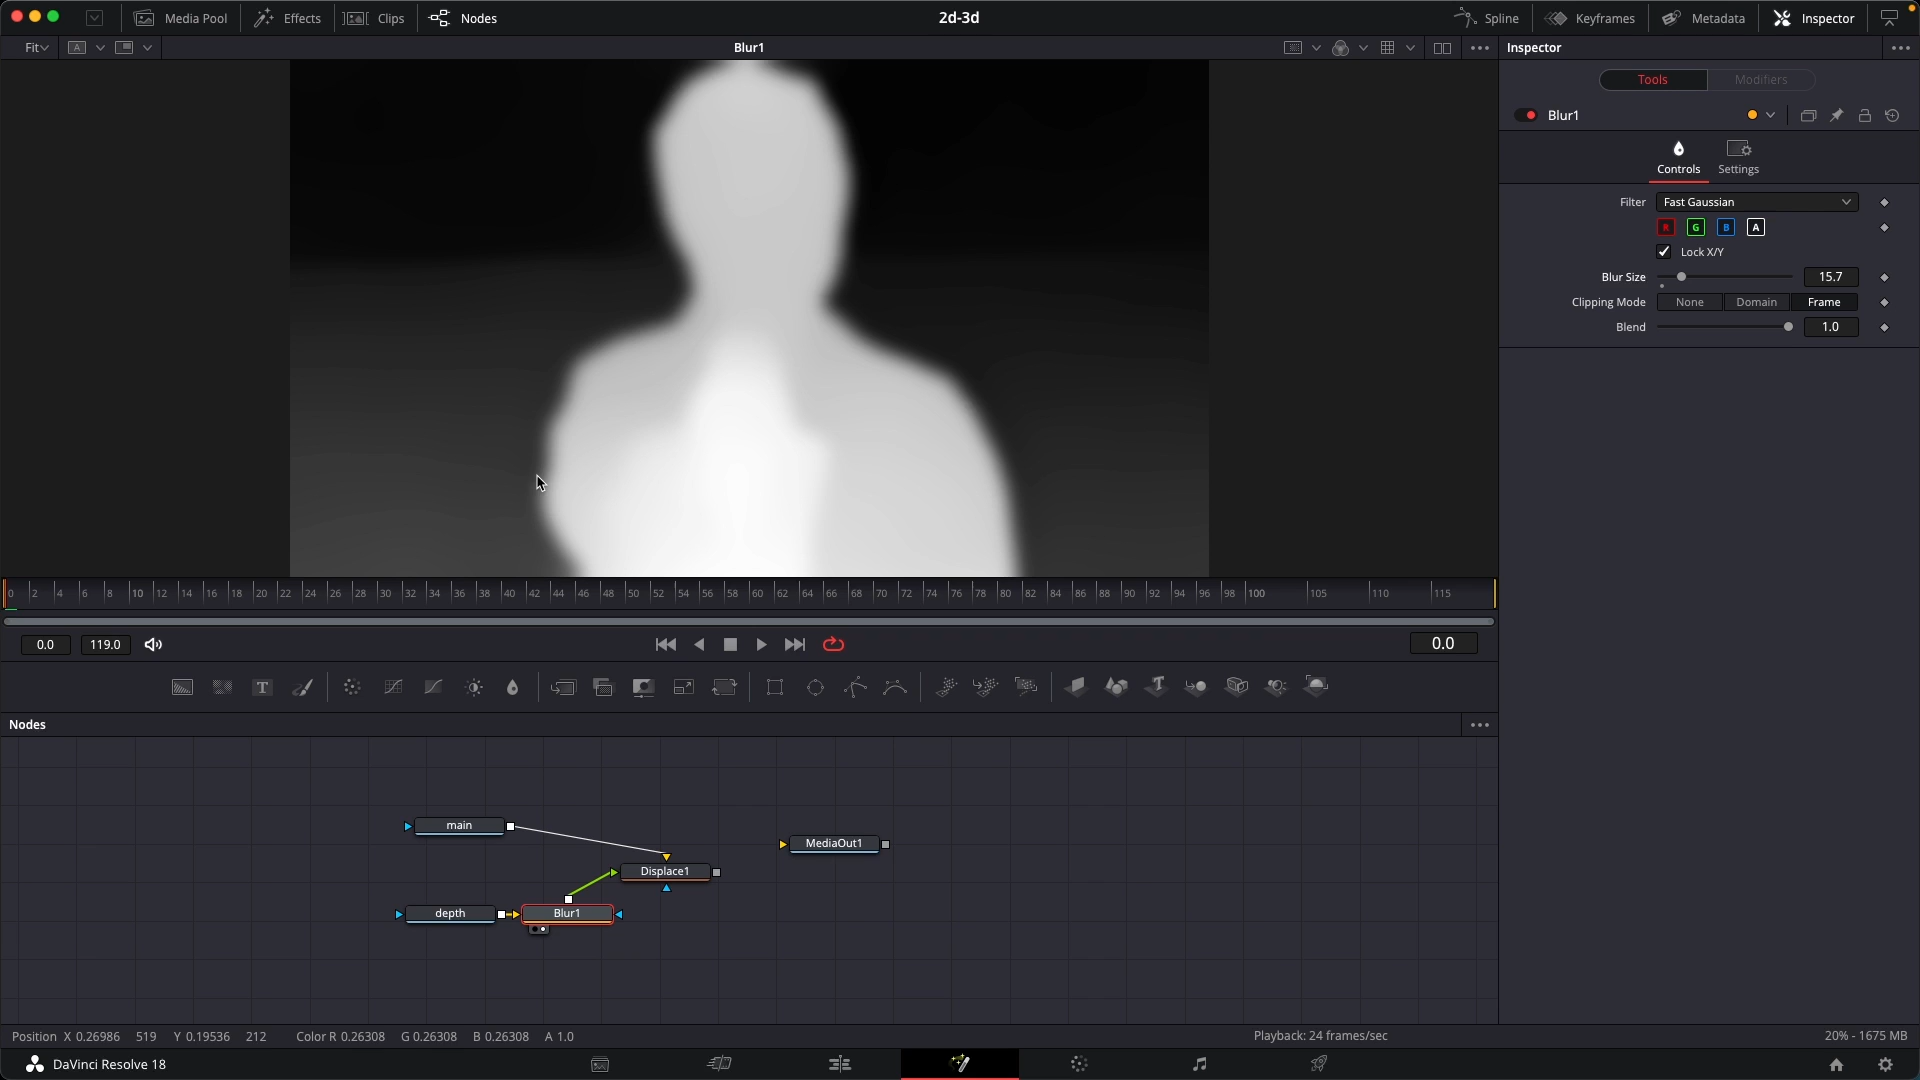 Media Pool Effects Clips Nodes 2d-3d Spline Keyframes Metadata Inspector
Fit A Blur1 Inspector
Tools Modifiers
Blur1
Controls Settings
Filter Fast Gaussian
R G B A
Lock X/Y
Blur Size 15.7
Clipping Mode None Domain Frame
Blend 1.0
0 2 4 6 8 10 12 14 16 18 20 22 24 26 28 30 32 34 36 38 40 42 44 46 48 50 52 54 56 58 60 62 64 66 68 70 72 74 76 78 80 82 84 86 88 90 92 94 96 98 100 105 110 115
0.0 119.0 0.0
T T
Nodes
main
MediaOut1
Displace1
depth Blur1
Position X 0.26986 519 Y 0.19536 212 Color R 0.26308 G 0.26308 B 0.26308 A 1.0 Playback: 24 frames/sec 20% - 1675 MB
DaVinci Resolve 18